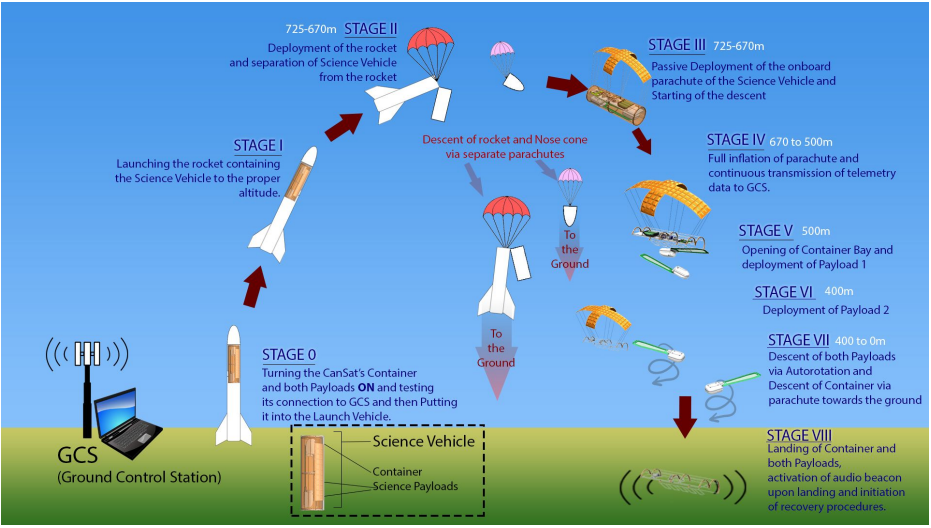 725-670m STAGE II
Deployment of the rocket
and separation of Science Vehicle
from the rocket
STAGE III 725-670m
Passive Deployment of the onboard
parachute of the Science Vehicle and
Starting of the descent
STAGE I
Launching the rocket containing
the Science Vehicle to the proper
altitude.
Descent of rocket and Nose cone
via separate parachutes
STAGE IV 670 to 500m
Full inflation of parachute and
continuous transmission of telemetry
data to GCS.
To
the
Ground
STAGE V 500m
Opening of Container Bay and
deployment of Payload 1
STAGE VI 400m
Deployment of Payload 2
To
the
Ground
STAGE VII 400 to 0m
Descent of both Payloads
via Autorotation and
Descent of Container via
parachute towards the ground
STAGE 0
Turning the CanSat's Container
and both Payloads ON and testing
its connection to GCS and then Putting
it into the Launch Vehicle.
GCS
(Ground Control Station)
Science Vehicle
Container
Science Payloads
STAGE VIII
Landing of Container and
both Payloads,
activation of audio beacon
upon landing and initiation
of recovery procedures.